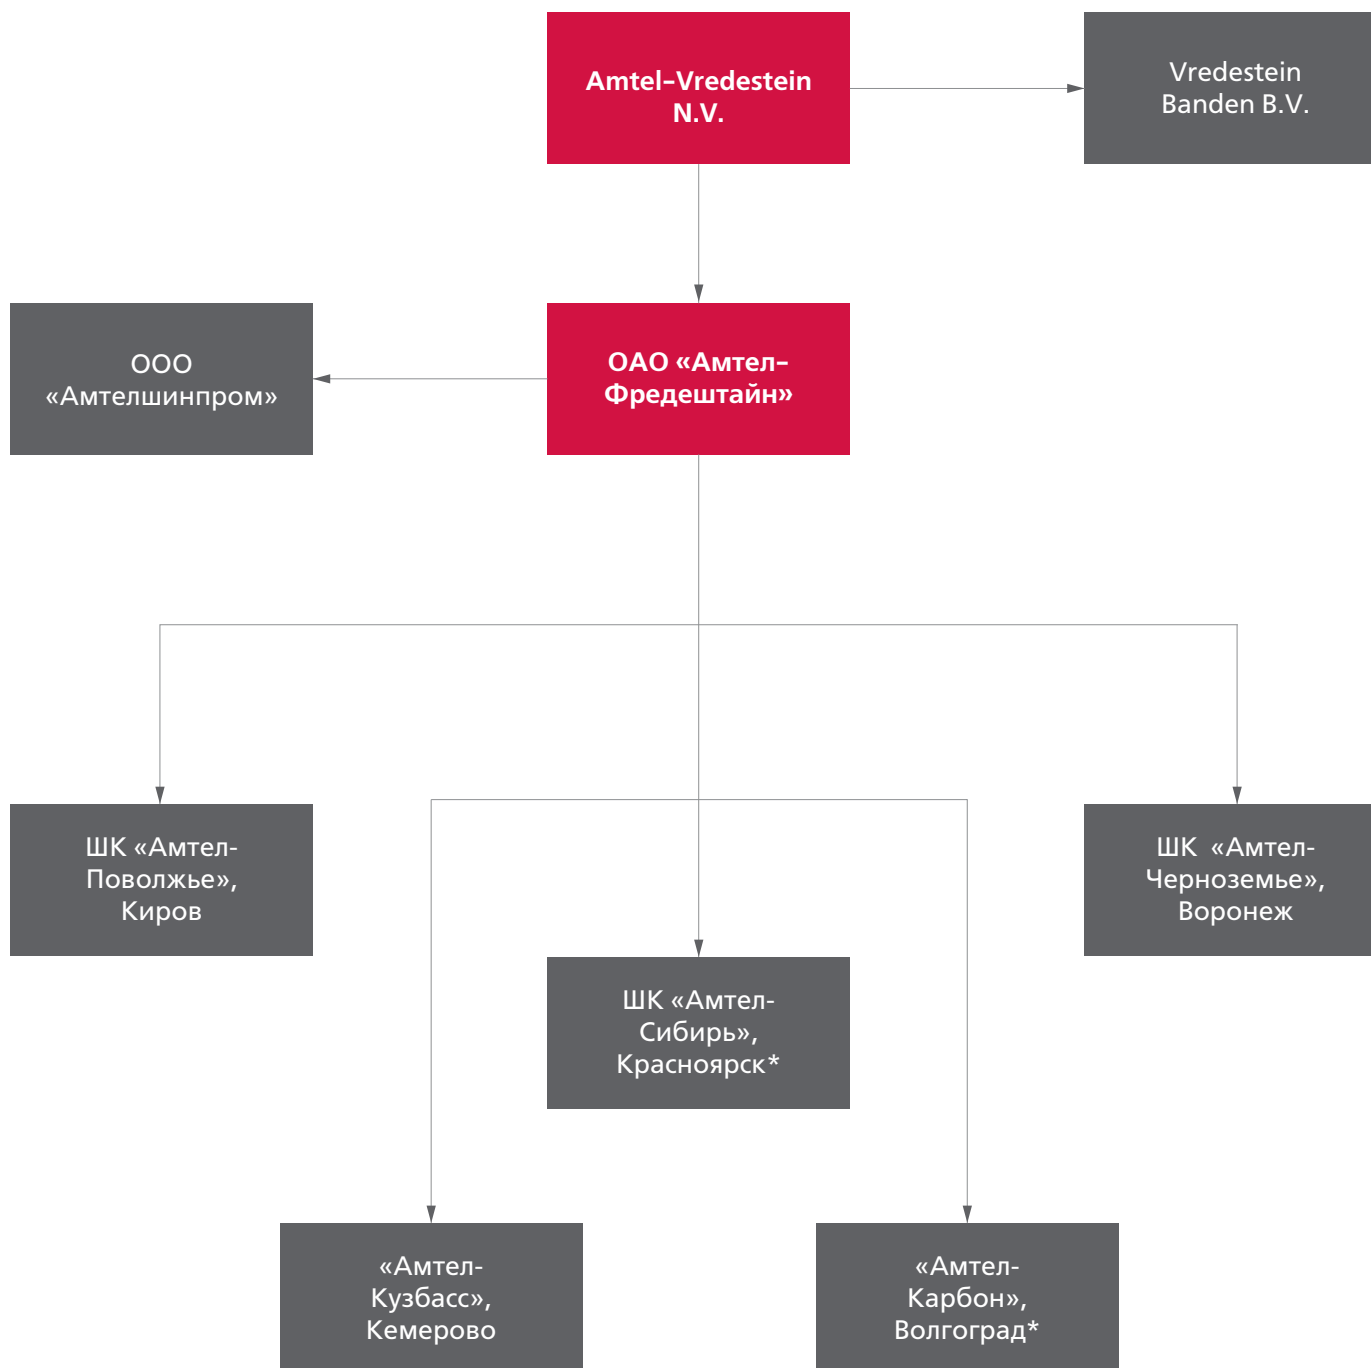 Amtel–Vredestein
N.V.
Vredestein
Banden B.V.
ООО
«Амтелшинпром»
ОАО «Амтел–
Фредештайн»
ШК «Амтел-
Поволжье»,
Киров
ШК «Амтел-
Черноземье»,
Воронеж
ШК «Амтел-
Сибирь»,
Красноярск*
«Амтел-
Кузбасс»,
Кемерово
«Амтел-
Карбон»,
Волгоград*